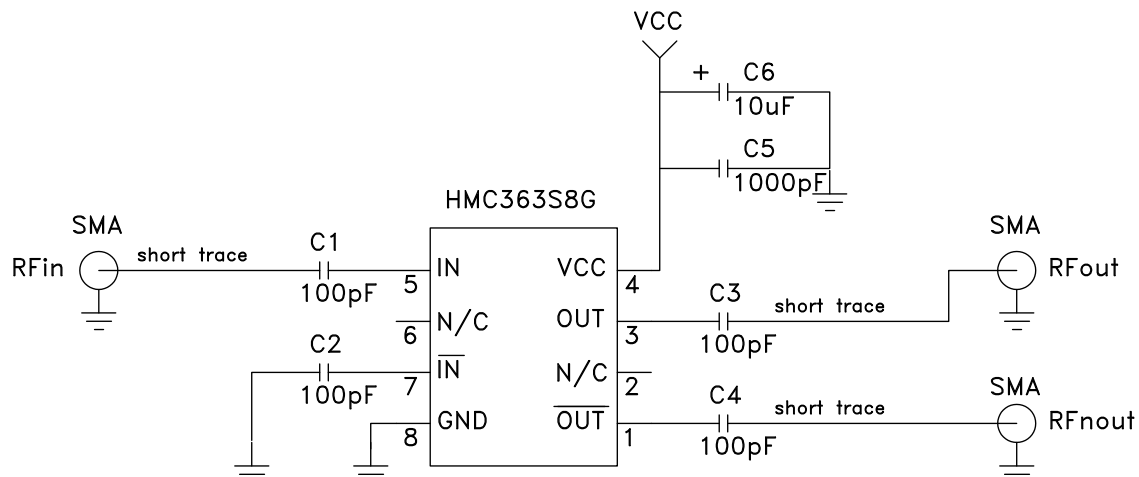 VCC
+ C6
10uF
C5
1000pF
HMC363S8G
SMA
RFin
short trace
C1
100pF
5
IN
VCC
4
SMA
RFout
6
N/C
OUT
3
C3
100pF
short trace
C2
100pF
7
IN
N/C
2
8
GND
OUT
1
C4
100pF
short trace
SMA
RFnout